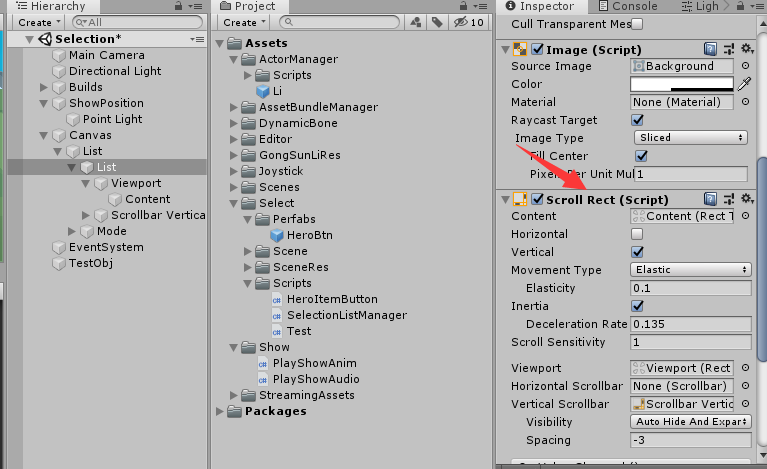 Hierarchy
Create
All
Selection*
Main Camera
Directional Light
Builds
ShowPosition
Point Light
Canvas
List
List
Viewport
Content
Scrollbar Vertica
Mode
EventSystem
TestObj
Project
Create
10
Assets
ActorManager
Scripts
Li
AssetBundleManager
DynamicBone
Editor
GongSunLiRes
Joystick
Scenes
Select
Perfabs
HeroBtn
Scene
SceneRes
Scripts
HeroItemButton
SelectionListManager
Test
Show
PlayShowAnim
PlayShowAudio
StreamingAssets
Packages
Inspector Console Ligh
Cull Transparent Mes
Image (Script)
Source Image Background
Color
Material None (Material)
Raycast Target
Image Type Sliced
Fill Center
Pixels Per Unit Mul 1
Scroll Rect (Script)
Content Content (Rect T
Horizontal
Vertical
Movement Type Elastic
Elasticity 0.1
Inertia
Deceleration Rate 0.135
Scroll Sensitivity 1
Viewport Viewport (Rect
Horizontal Scrollbar None (Scrollbar)
Vertical Scrollbar Scrollbar Vertic
Visibility Auto Hide And Expan
Spacing -3